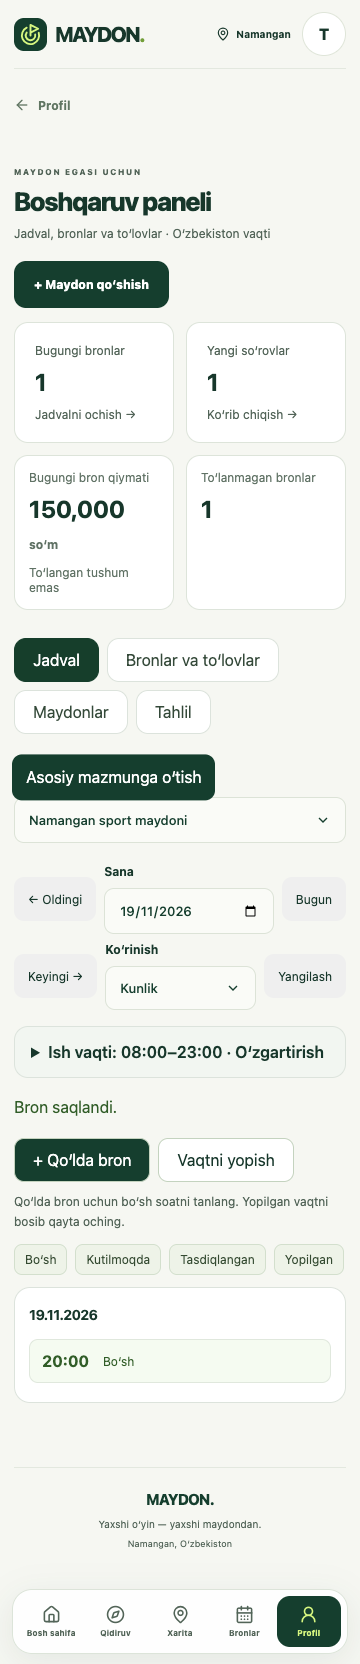 MAYDON.
Namangan
T
← Profil
MAYDON EGASI UCHUN
Boshqaruv paneli
Jadval, bronlar va to‘lovlar · O‘zbekiston vaqti
+ Maydon qo‘shish
Bugungi bronlar
1
Jadvalni ochish →
Yangi so‘rovlar
1
Ko‘rib chiqish →
Bugungi bron qiymati
150,000
so‘m
To‘langan tushum
emas
To‘lanmagan bronlar
1
Jadval
Bronlar va to‘lovlar
Maydonlar
Tahlil
Asosiy mazmunga o‘tish
Namangan sport maydoni
← Oldingi
Sana
19/11/2026
Bugun
Keyingi →
Ko‘rinish
Kunlik
Yangilash
▶ Ish vaqti: 08:00–23:00 · O‘zgartirish
Bron saqlandi.
+ Qo‘lda bron
Vaqtni yopish
Qo‘lda bron uchun bo‘sh soatni tanlang. Yopilgan vaqtni
bosib qayta oching.
Bo‘sh
Kutilmoqda
Tasdiqlangan
Yopilgan
19.11.2026
20:00 Bo‘sh
MAYDON.
Yaxshi o‘yin — yaxshi maydondan.
Namangan, O‘zbekiston
Bosh sahifa
Qidiruv
Xarita
Bronlar
Profil